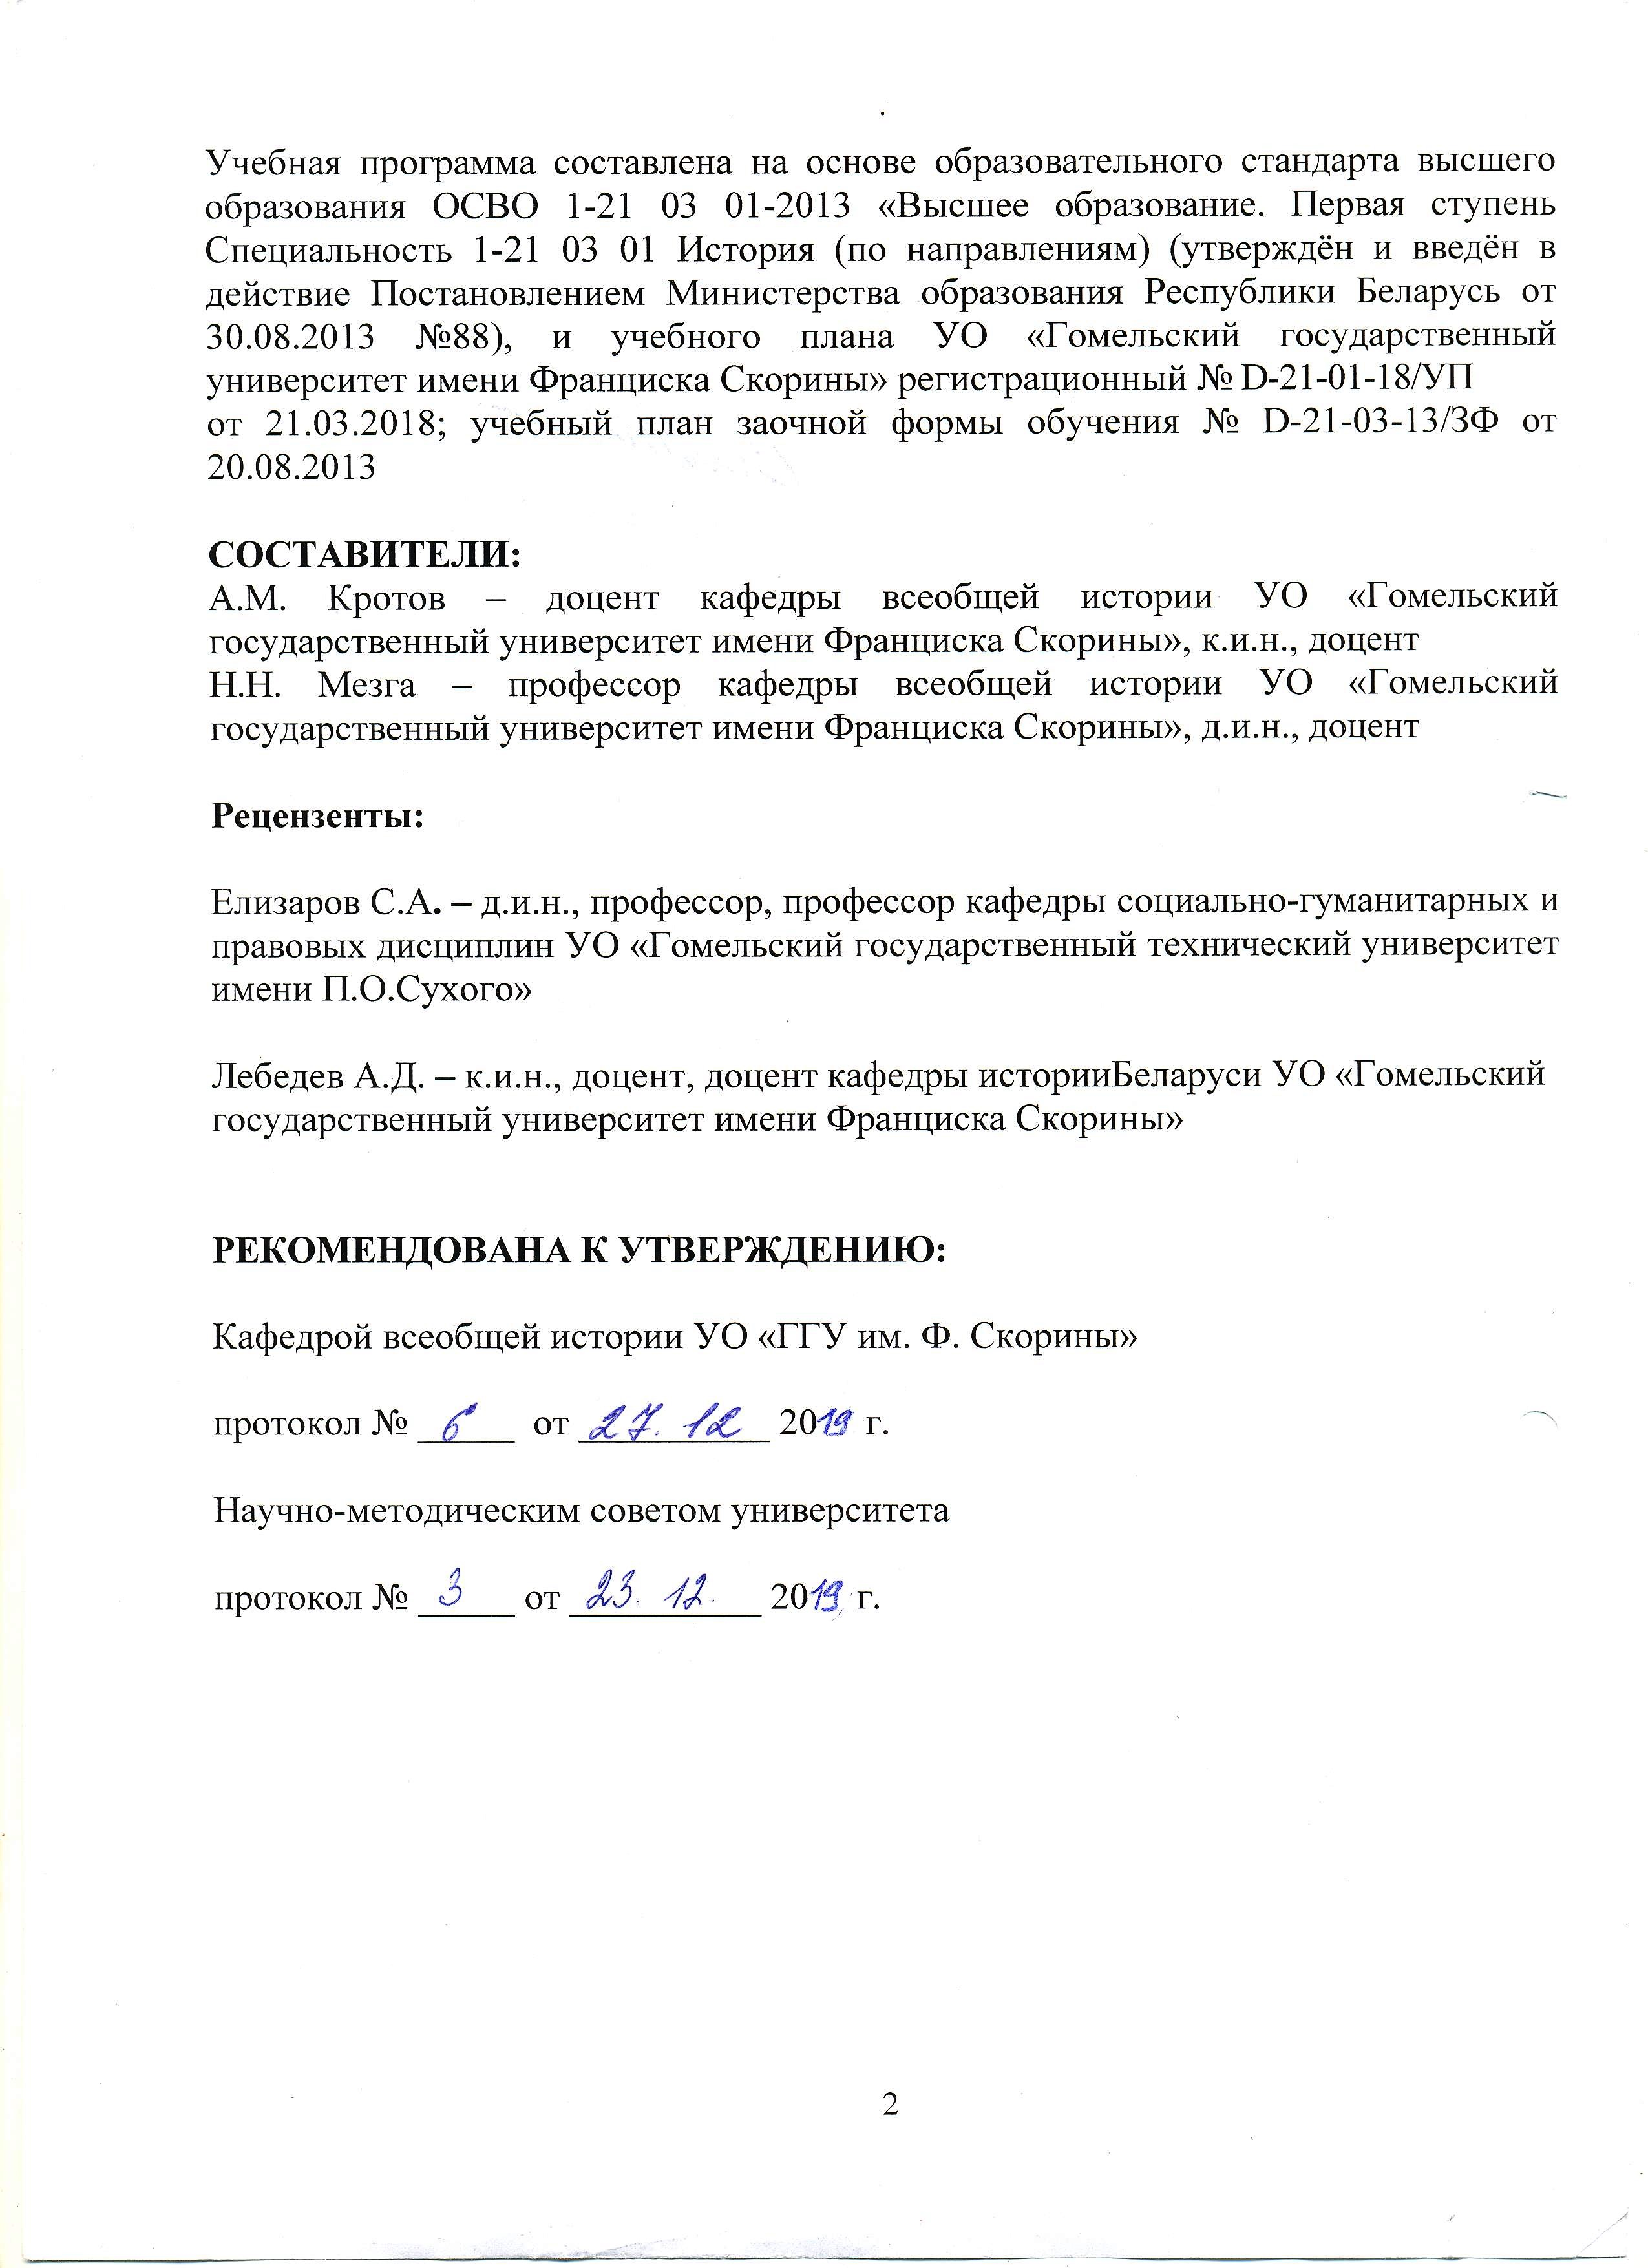 Учебная программа составлена на основе образовательного стандарта высшего
образования ОСВО 1-21 03 01-2013 «Высшее образование. Первая ступень
Специальность 1-21 03 01 История (по направлениям) (утверждён и введён в
действие Постановлением Министерства образования Республики Беларусь от
30.08.2013 №88), и учебного плана УО «Гомельский государственный
университет имени Франциска Скорины» регистрационный № D-21-01-18/УП
от 21.03.2018; учебный план заочной формы обучения № D-21-03-13/ЗФ от
20.08.2013
СОСТАВИТЕЛИ:
А.М. Кротов – доцент кафедры всеобщей истории УО «Гомельский
государственный университет имени Франциска Скорины», к.и.н., доцент
Н.Н. Мезга – профессор кафедры всеобщей истории УО «Гомельский
государственный университет имени Франциска Скорины», д.и.н., доцент
Рецензенты:
Елизаров С.А. – д.и.н., профессор, профессор кафедры социально-гуманитарных и
правовых дисциплин УО «Гомельский государственный технический университет
имени П.О.Сухого»
Лебедев А.Д. – к.и.н., доцент, доцент кафедры историиБеларуси УО «Гомельский
государственный университет имени Франциска Скорины»
РЕКОМЕНДОВАНА К УТВЕРЖДЕНИЮ:
Кафедрой всеобщей истории УО «ГГУ им. Ф. Скорины»
протокол № 6 от 27. 12 2019 г.
Научно-методическим советом университета
протокол № 3 от 23. 12. 2019 г.
2